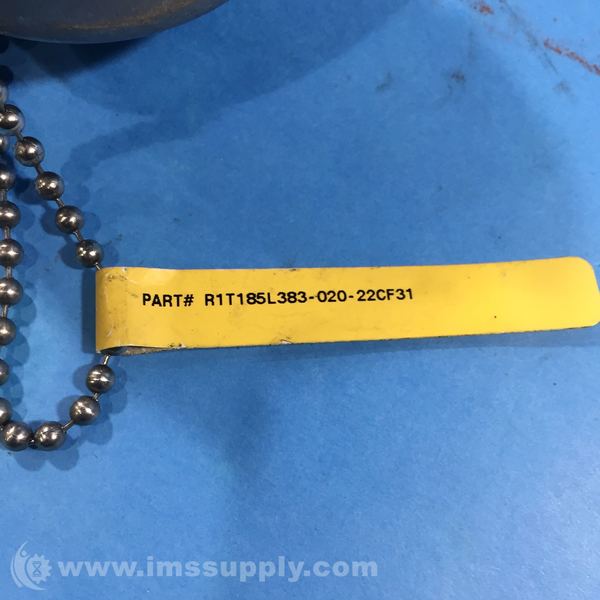 PART# R1T185L383-020-22CF31
www.imssupply.com